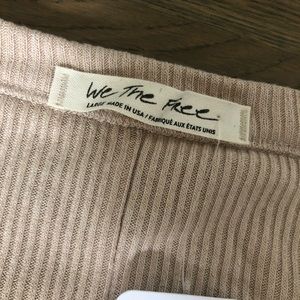 We The Free
LARGE MADE IN USA / FABRIQUÉ AUX ÉTATS UNIS